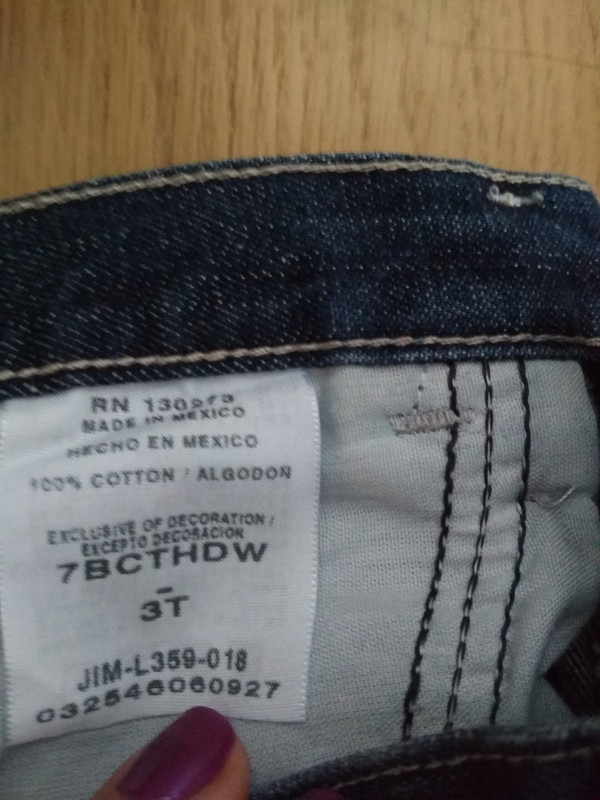 RN
MADE IN MEXICO
HECHO EN MEXICO
100% COTTON / ALGODON
EXCLUSIVE OF DECORATION /
EXCEPTO DECORACION
7BCTHDW
-
3T
JIM-L359-018
032546060927